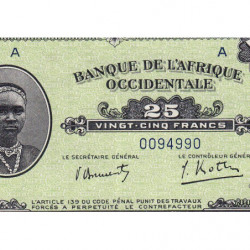 A A
BANQUE DE L'AFRIQUE
OCCIDENTALE
25
VINGT-CINQ FRANCS
0094990
LE SECRÉTAIRE GÉNÉRAL LE CONTRÔLEUR GÉNÉRAL
L'ARTICLE 139 DU CODE PÉNAL PUNIT DES TRAVAUX
FORCÉS A PERPÉTUITÉ LE CONTREFACTEUR